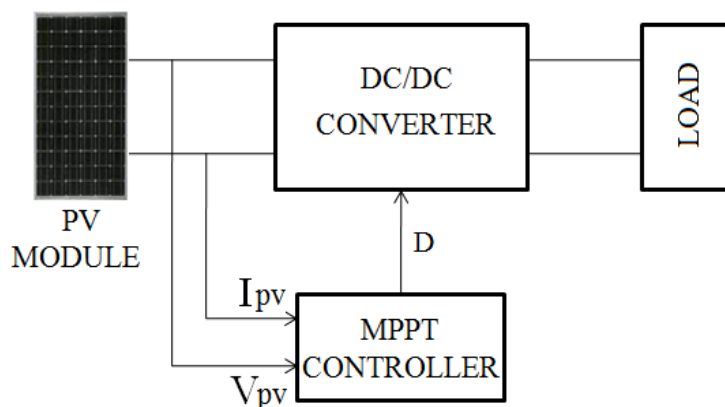 DC/DC
CONVERTER
LOAD
PV
MODULE
D
Ipv
Vpv
MPPT
CONTROLLER